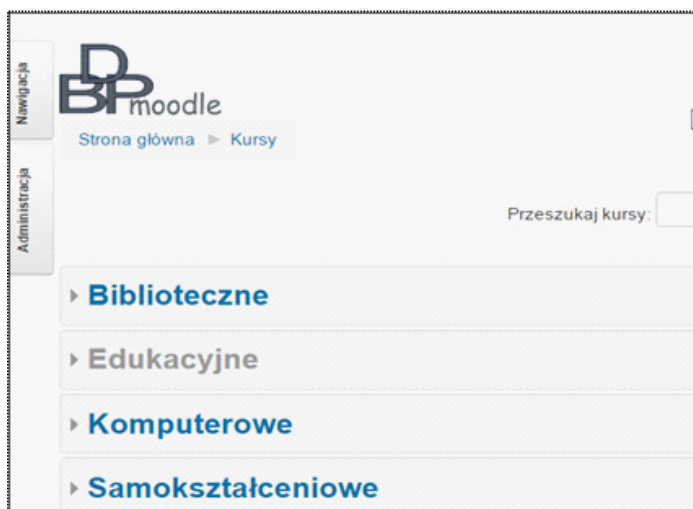 Nawigacja
Administracja
DBP moodle
Strona główna ► Kursy
Przeszukaj kursy:
Biblioteczne
Edukacyjne
Komputerowe
Samokształceniowe